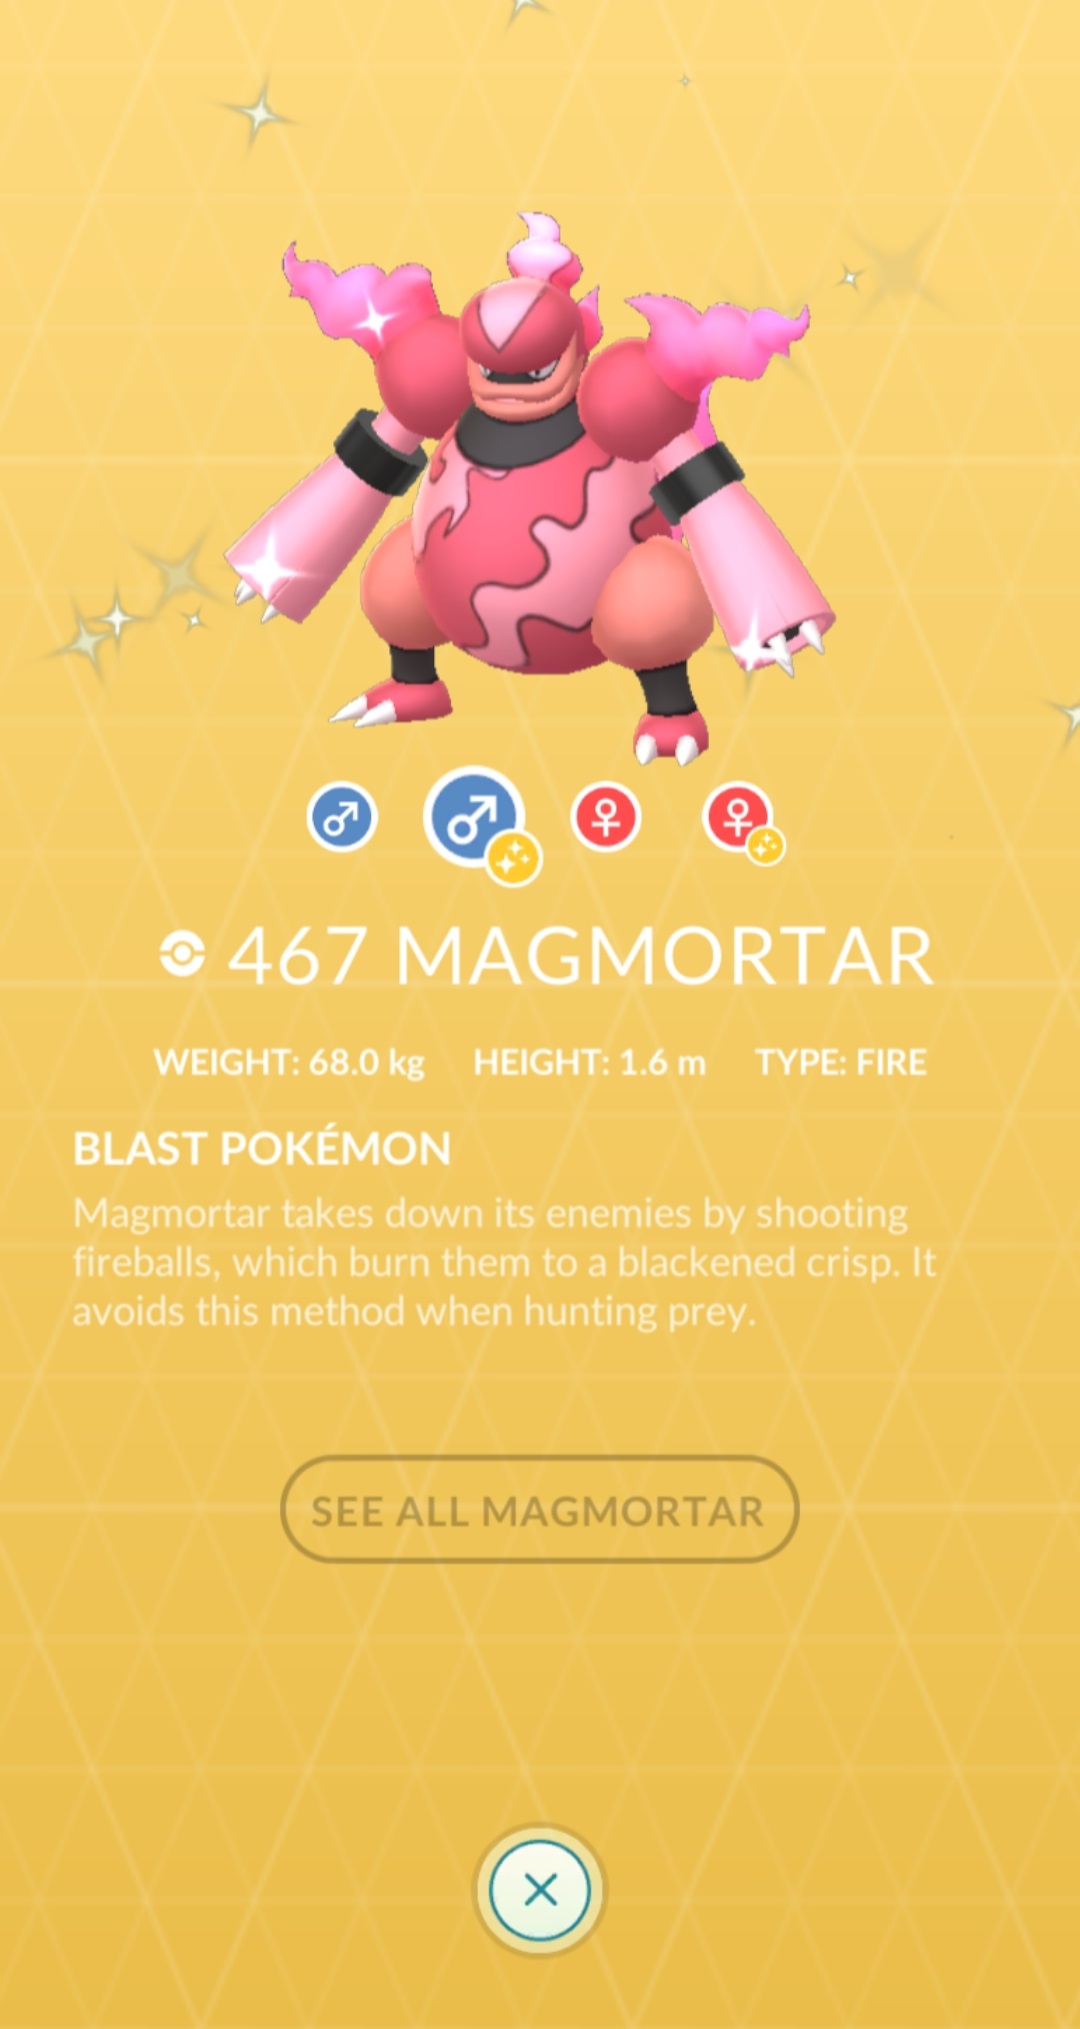 467 MAGMORTAR
WEIGHT: 68.0 kg HEIGHT: 1.6 m TYPE: FIRE
BLAST POKÉMON
Magmortar takes down its enemies by shooting
fireballs, which burn them to a blackened crisp. It
avoids this method when hunting prey.
SEE ALL MAGMORTAR